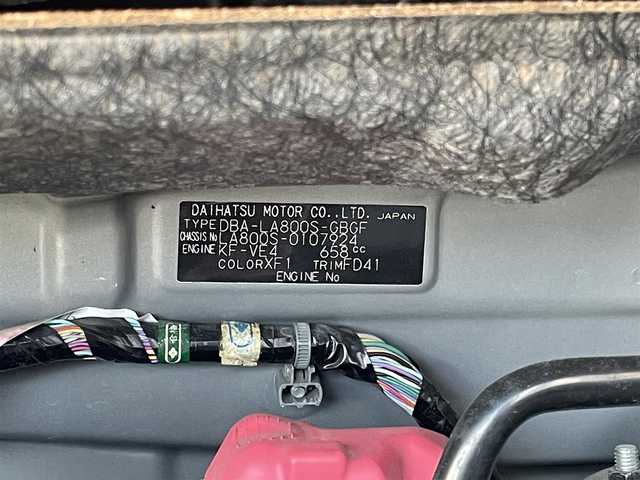 DAIHATSU MOTOR CO.,LTD. JAPAN
TYPE DBA-LA800S-GBGF
CHASSIS No LA800S-0107924
ENGINE KF-VE4 658 cc
COLOR XF1 TRIM FD41
ENGINE No